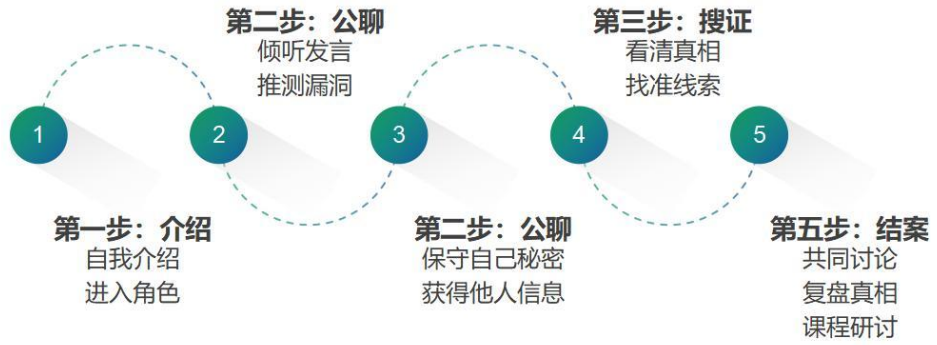 1
第一步：介绍
自我介绍
进入角色
2
第二步：公聊
倾听发言
推测漏洞
3
第二步：公聊
保守自己秘密
获得他人信息
4
第三步：搜证
看清真相
找准线索
5
第五步：结案
共同讨论
复盘真相
课程研讨